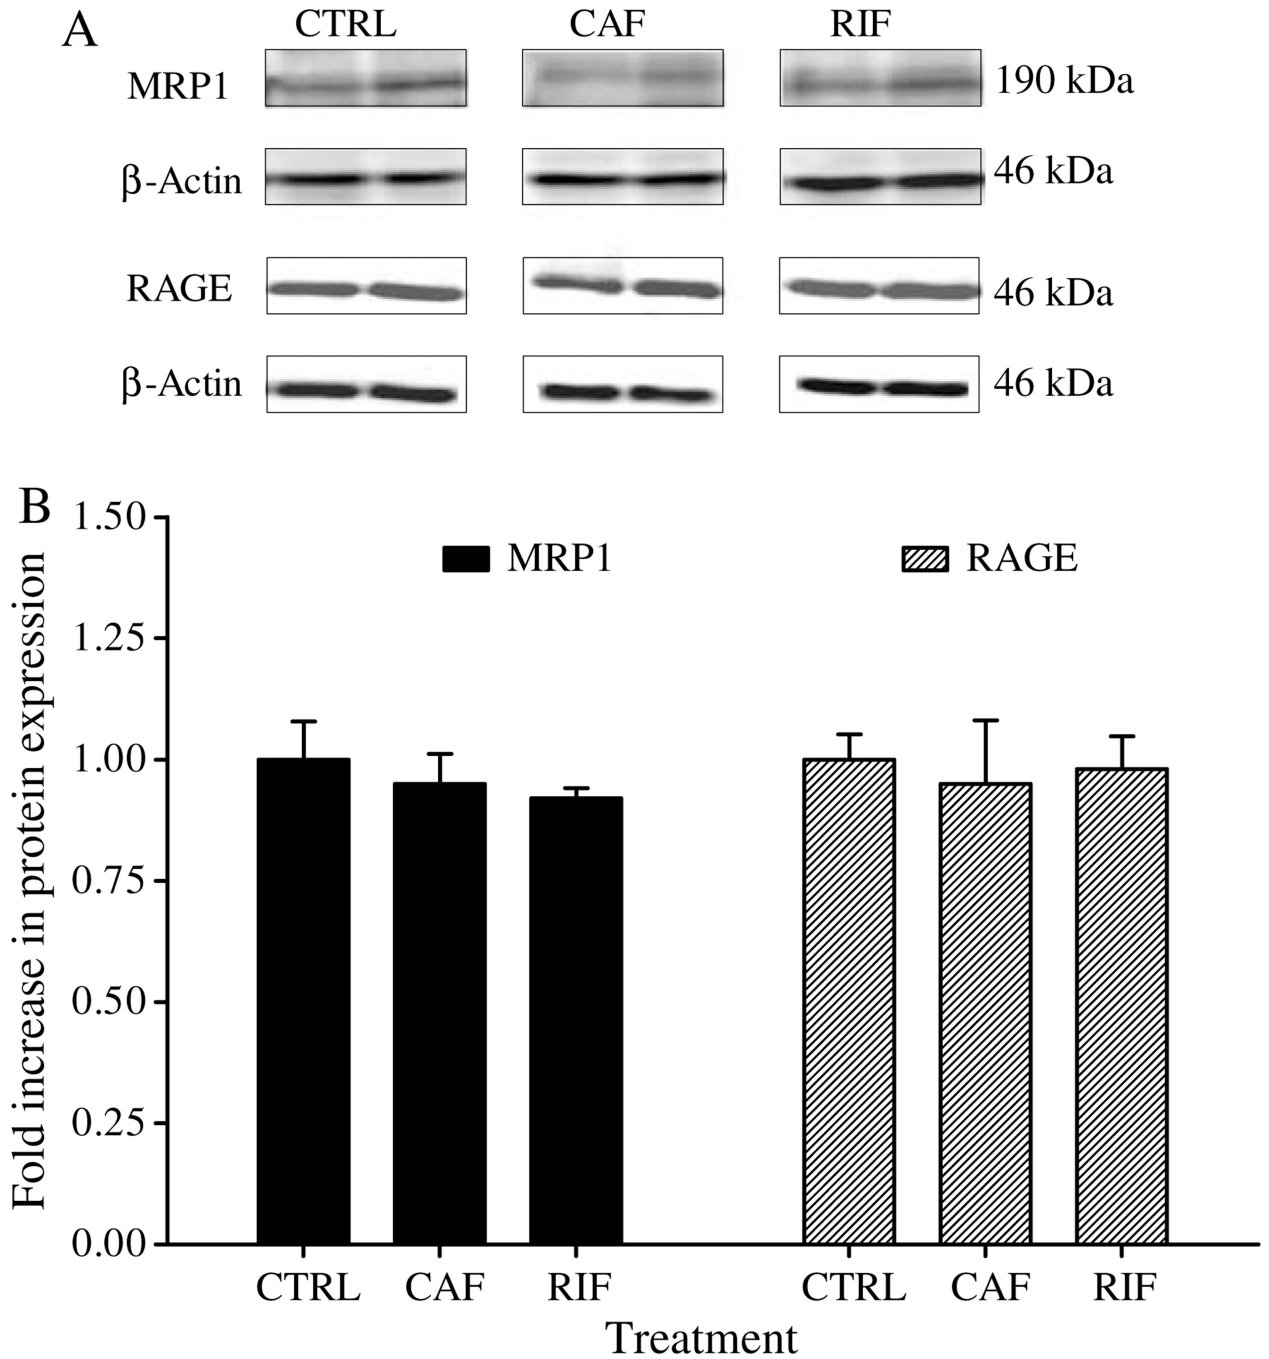 A
CTRL CAF RIF
MRP1 190 kDa
β-Actin 46 kDa
RAGE 46 kDa
β-Actin 46 kDa
B
Fold increase in protein expression
1.50
1.25
1.00
0.75
0.50
0.25
0.00
MRP1 RAGE
CTRL CAF RIF CTRL CAF RIF
Treatment